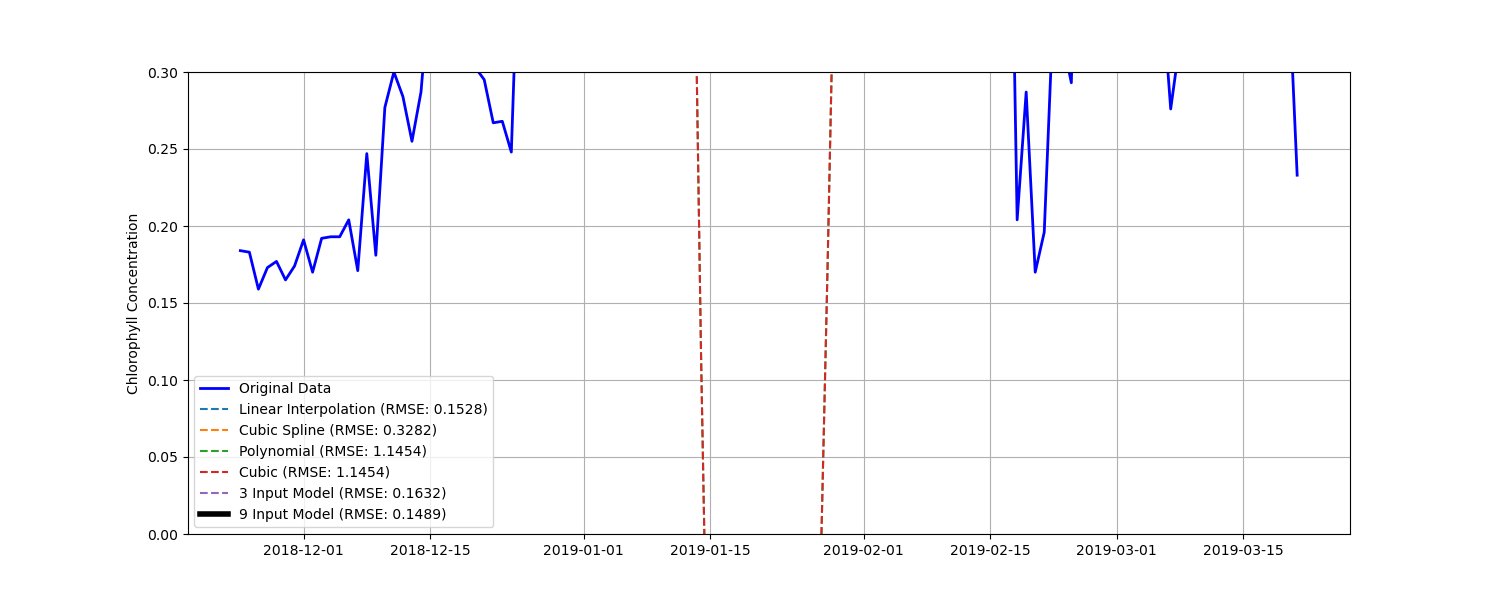 0.30
0.25
0.20
0.15
0.10
0.05
0.00
Chlorophyll Concentration
Original Data
Linear Interpolation (RMSE: 0.1528)
Cubic Spline (RMSE: 0.3282)
Polynomial (RMSE: 1.1454)
Cubic (RMSE: 1.1454)
3 Input Model (RMSE: 0.1632)
9 Input Model (RMSE: 0.1489)
2018-12-01 2018-12-15 2019-01-01 2019-01-15 2019-02-01 2019-02-15 2019-03-01 2019-03-15